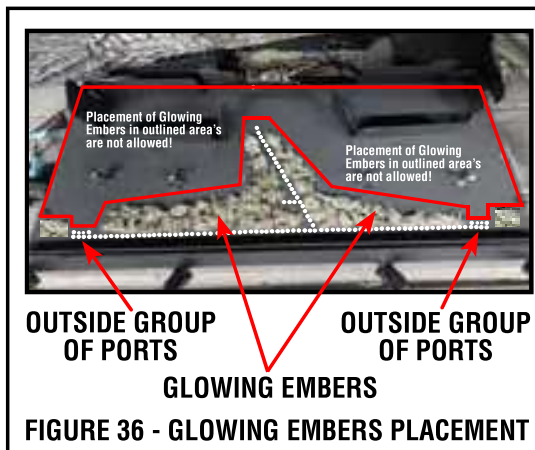 Placement of Glowing
Embers in outlined area's
are not allowed!
Placement of Glowing
Embers in outlined area's
are not allowed!
OUTSIDE GROUP
OF PORTS
OUTSIDE GROUP
OF PORTS
GLOWING EMBERS
FIGURE 36 - GLOWING EMBERS PLACEMENT